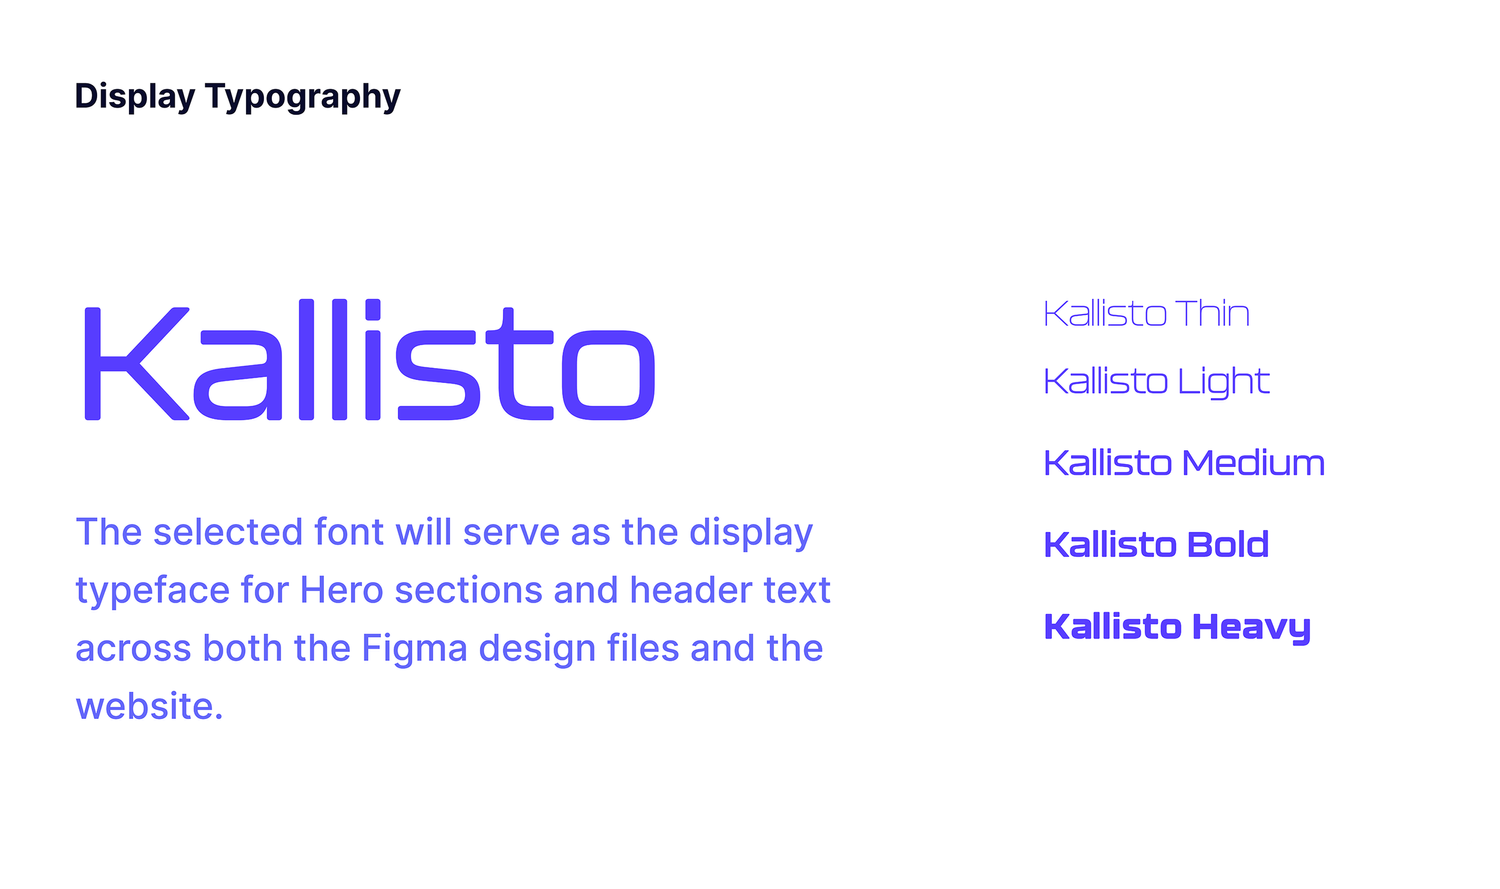 Display Typography
Kallisto
The selected font will serve as the display
typeface for Hero sections and header text
across both the Figma design files and the
website.
Kallisto Thin
Kallisto Light
Kallisto Medium
Kallisto Bold
Kallisto Heavy